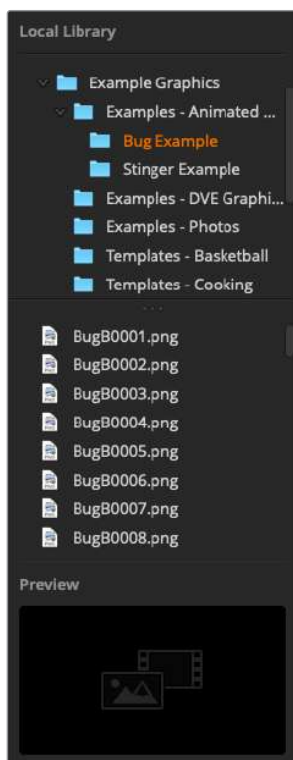 Local Library
Example Graphics
Examples - Animated ...
Bug Example
Stinger Example
Examples - DVE Graphi...
Examples - Photos
Templates - Basketball
Templates - Cooking
...
BugB0001.png
BugB0002.png
BugB0003.png
BugB0004.png
BugB0005.png
BugB0006.png
BugB0007.png
BugB0008.png
Preview